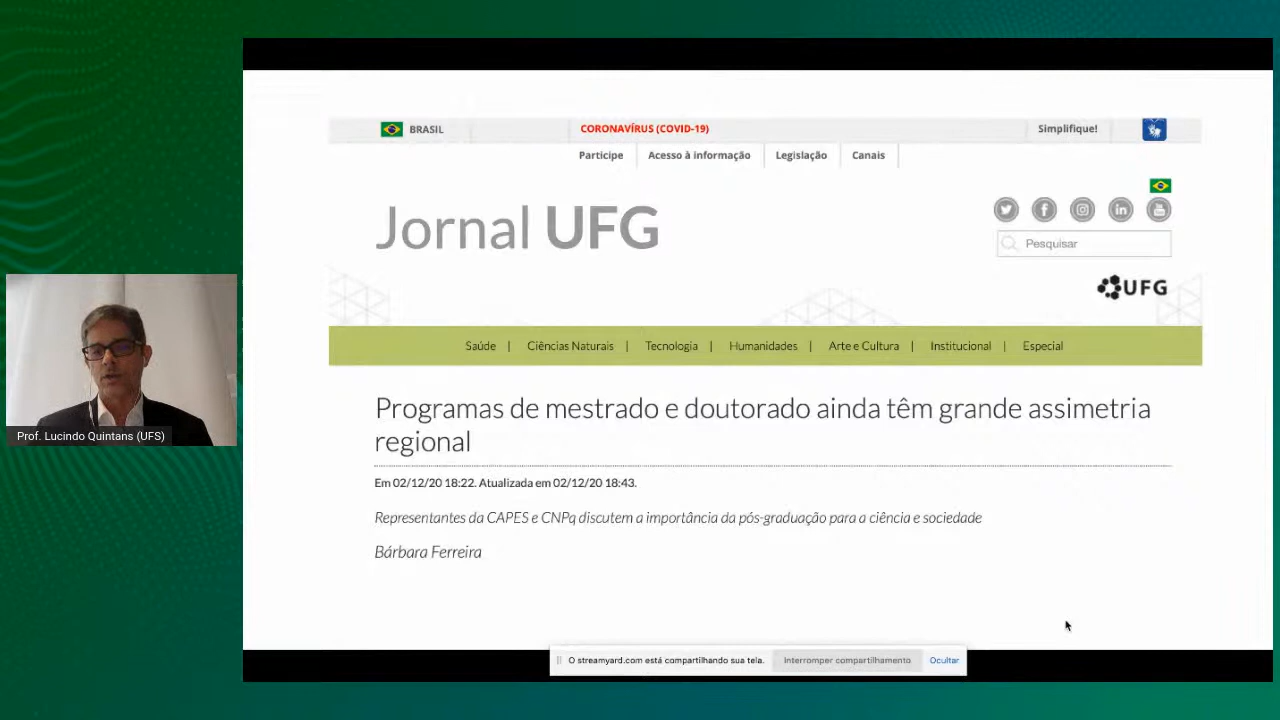 BRASIL
CORONAVÍRUS (COVID-19)
Simplifique!
Participe
Acesso à informação
Legislação
Canais
Jornal UFG
Pesquisar
UFG
Saúde | Ciências Naturais | Tecnologia | Humanidades | Arte e Cultura | Institucional | Especial
Programas de mestrado e doutorado ainda têm grande assimetria
regional
Em 02/12/20 18:22. Atualizada em 02/12/20 18:43.
Representantes da CAPES e CNPq discutem a importância da pós-graduação para a ciência e sociedade
Bárbara Ferreira
Prof. Lucindo Quintans (UFS)
O streamyard.com está compartilhando sua tela.
Interromper compartilhamento
Ocultar